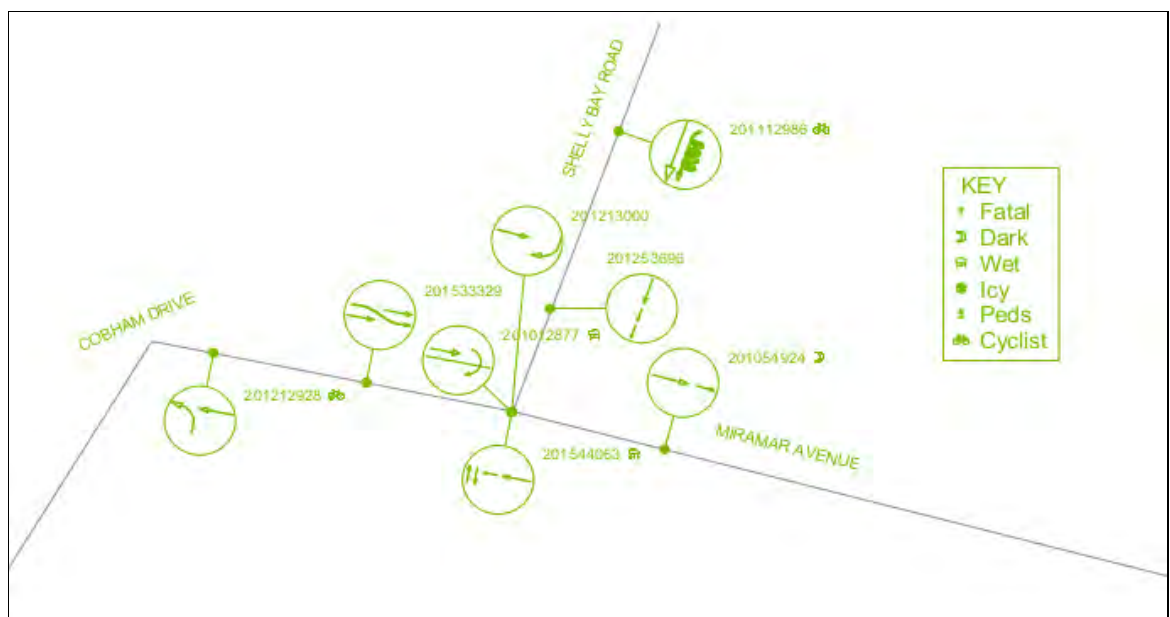 SHELLY BAY ROAD
201112986
201213000
201253696
COBHAM DRIVE
201533329
201012877
201054924
201212928
MIRAMAR AVENUE
201544063
KEY
Fatal
Dark
Wet
Icy
Peds
Cyclist